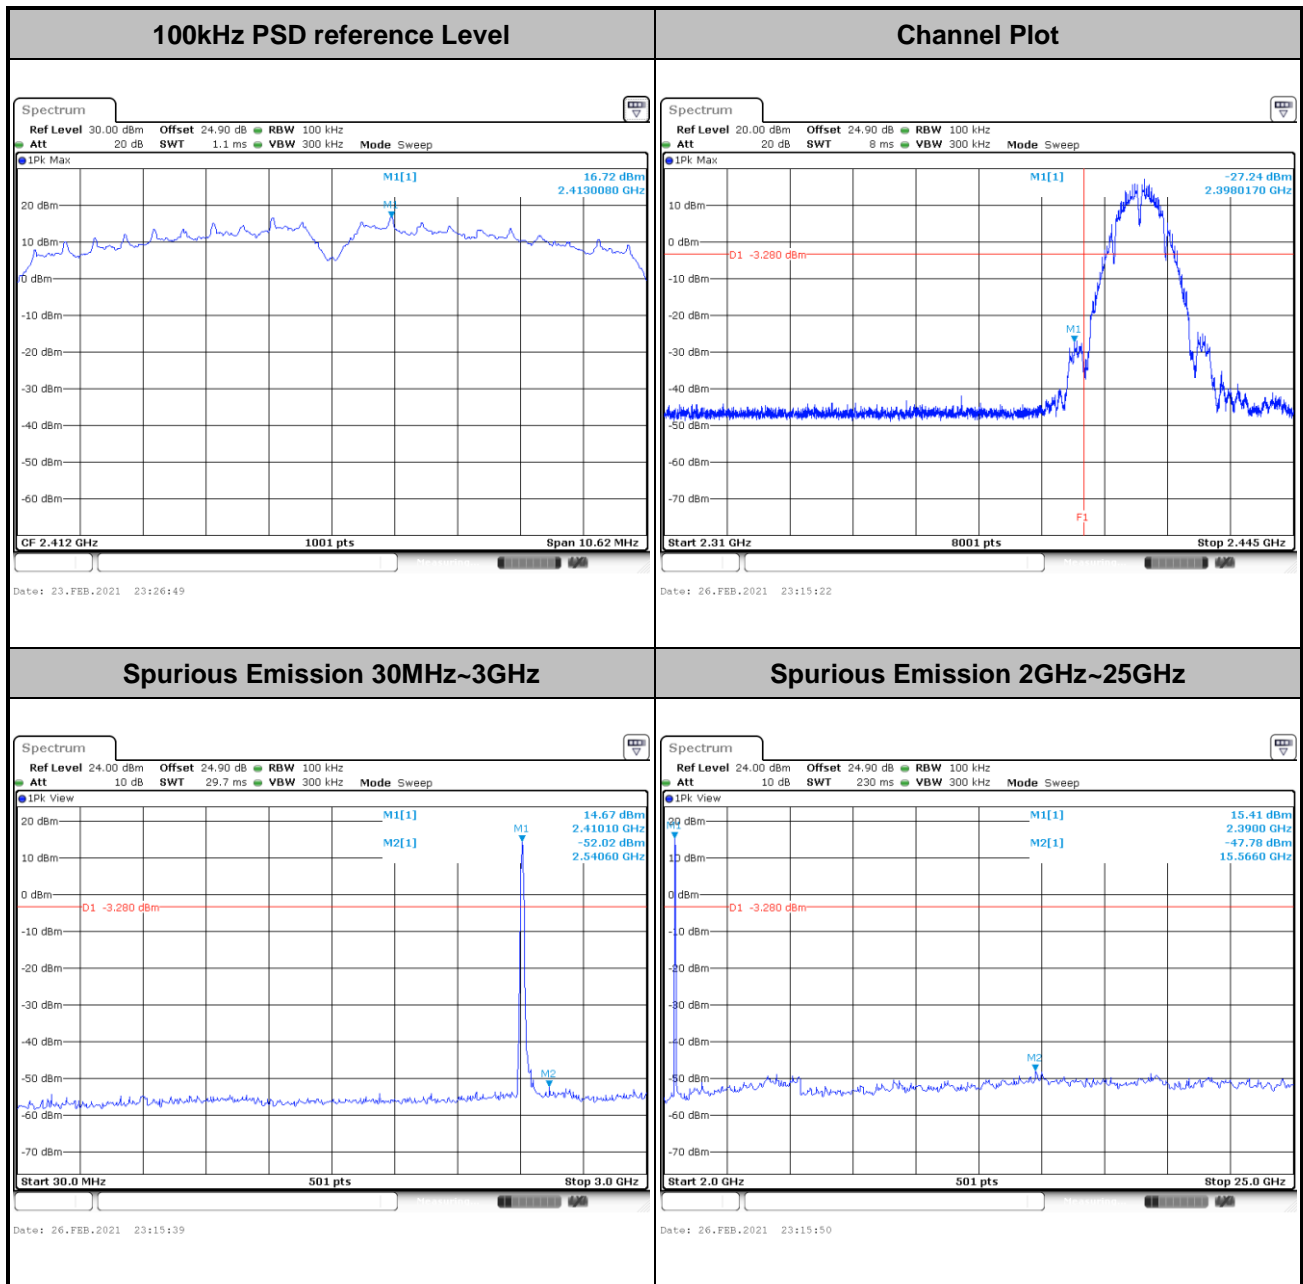 100kHz PSD reference Level
Spectrum
Ref Level 30.00 dBm Offset 24.90 dB RBW 100 kHz
Att 20 dB SWT 1.1 ms VBW 300 kHz Mode Sweep
1Pk Max
M1[1] 16.72 dBm
2.4130080 GHz
M1
20 dBm
10 dBm
0 dBm
-10 dBm
-20 dBm
-30 dBm
-40 dBm
-50 dBm
-60 dBm
CF 2.412 GHz 1001 pts Span 10.62 MHz
Date: 23.FEB.2021 23:26:49
Channel Plot
Spectrum
Ref Level 20.00 dBm Offset 24.90 dB RBW 100 kHz
Att 20 dB SWT 8 ms VBW 300 kHz Mode Sweep
1Pk Max
M1[1] -27.24 dBm
2.3980170 GHz
10 dBm
0 dBm
D1 -3.280 dBm
-10 dBm
-20 dBm
M1
-30 dBm
-40 dBm
-50 dBm
-60 dBm
-70 dBm
F1
Start 2.31 GHz 8001 pts Stop 2.445 GHz
Date: 26.FEB.2021 23:15:22
Spurious Emission 30MHz~3GHz
Spectrum
Ref Level 24.00 dBm Offset 24.90 dB RBW 100 kHz
Att 10 dB SWT 29.7 ms VBW 300 kHz Mode Sweep
1Pk View
M1[1] 14.67 dBm
2.41010 GHz
M2[1] -52.02 dBm
2.54060 GHz
20 dBm
M1
10 dBm
0 dBm
D1 -3.280 dBm
-10 dBm
-20 dBm
-30 dBm
-40 dBm
-50 dBm
M2
-60 dBm
-70 dBm
Start 30.0 MHz 501 pts Stop 3.0 GHz
Date: 26.FEB.2021 23:15:39
Spurious Emission 2GHz~25GHz
Spectrum
Ref Level 24.00 dBm Offset 24.90 dB RBW 100 kHz
Att 10 dB SWT 230 ms VBW 300 kHz Mode Sweep
1Pk View
M1[1] 15.41 dBm
2.3900 GHz
M2[1] -47.78 dBm
15.5660 GHz
20 dBm
M1
10 dBm
0 dBm
D1 -3.280 dBm
-10 dBm
-20 dBm
-30 dBm
-40 dBm
M2
-50 dBm
-60 dBm
-70 dBm
Start 2.0 GHz 501 pts Stop 25.0 GHz
Date: 26.FEB.2021 23:15:50